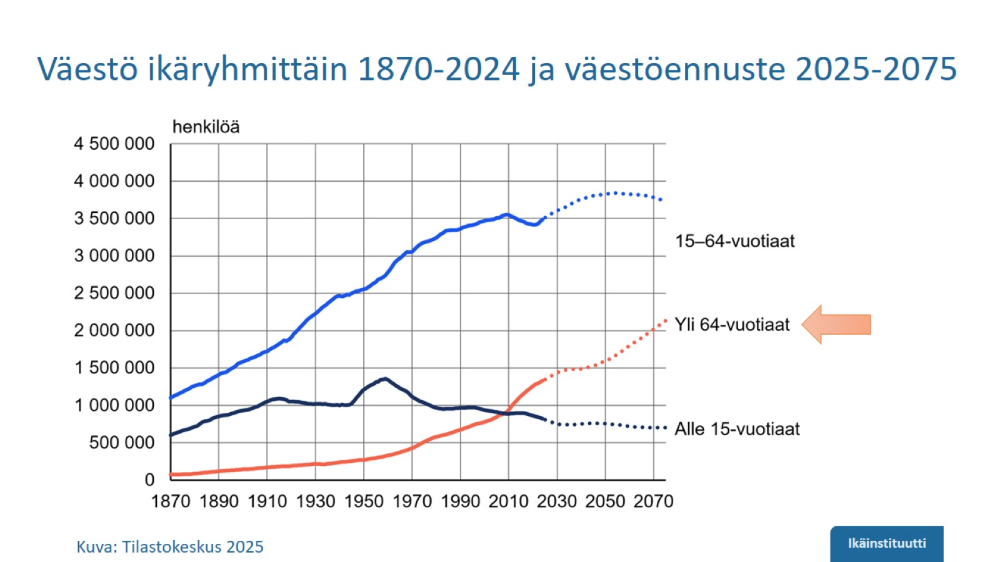 Väestö ikäryhmittäin 1870-2024 ja väestöennuste 2025-2075
henkilöä
4 500 000
4 000 000
3 500 000
3 000 000
2 500 000
2 000 000
1 500 000
1 000 000
500 000
0
15–64-vuotiaat
Yli 64-vuotiaat
Alle 15-vuotiaat
1870 1890 1910 1930 1950 1970 1990 2010 2030 2050 2070
Kuva: Tilastokeskus 2025
Ikäinstituutti